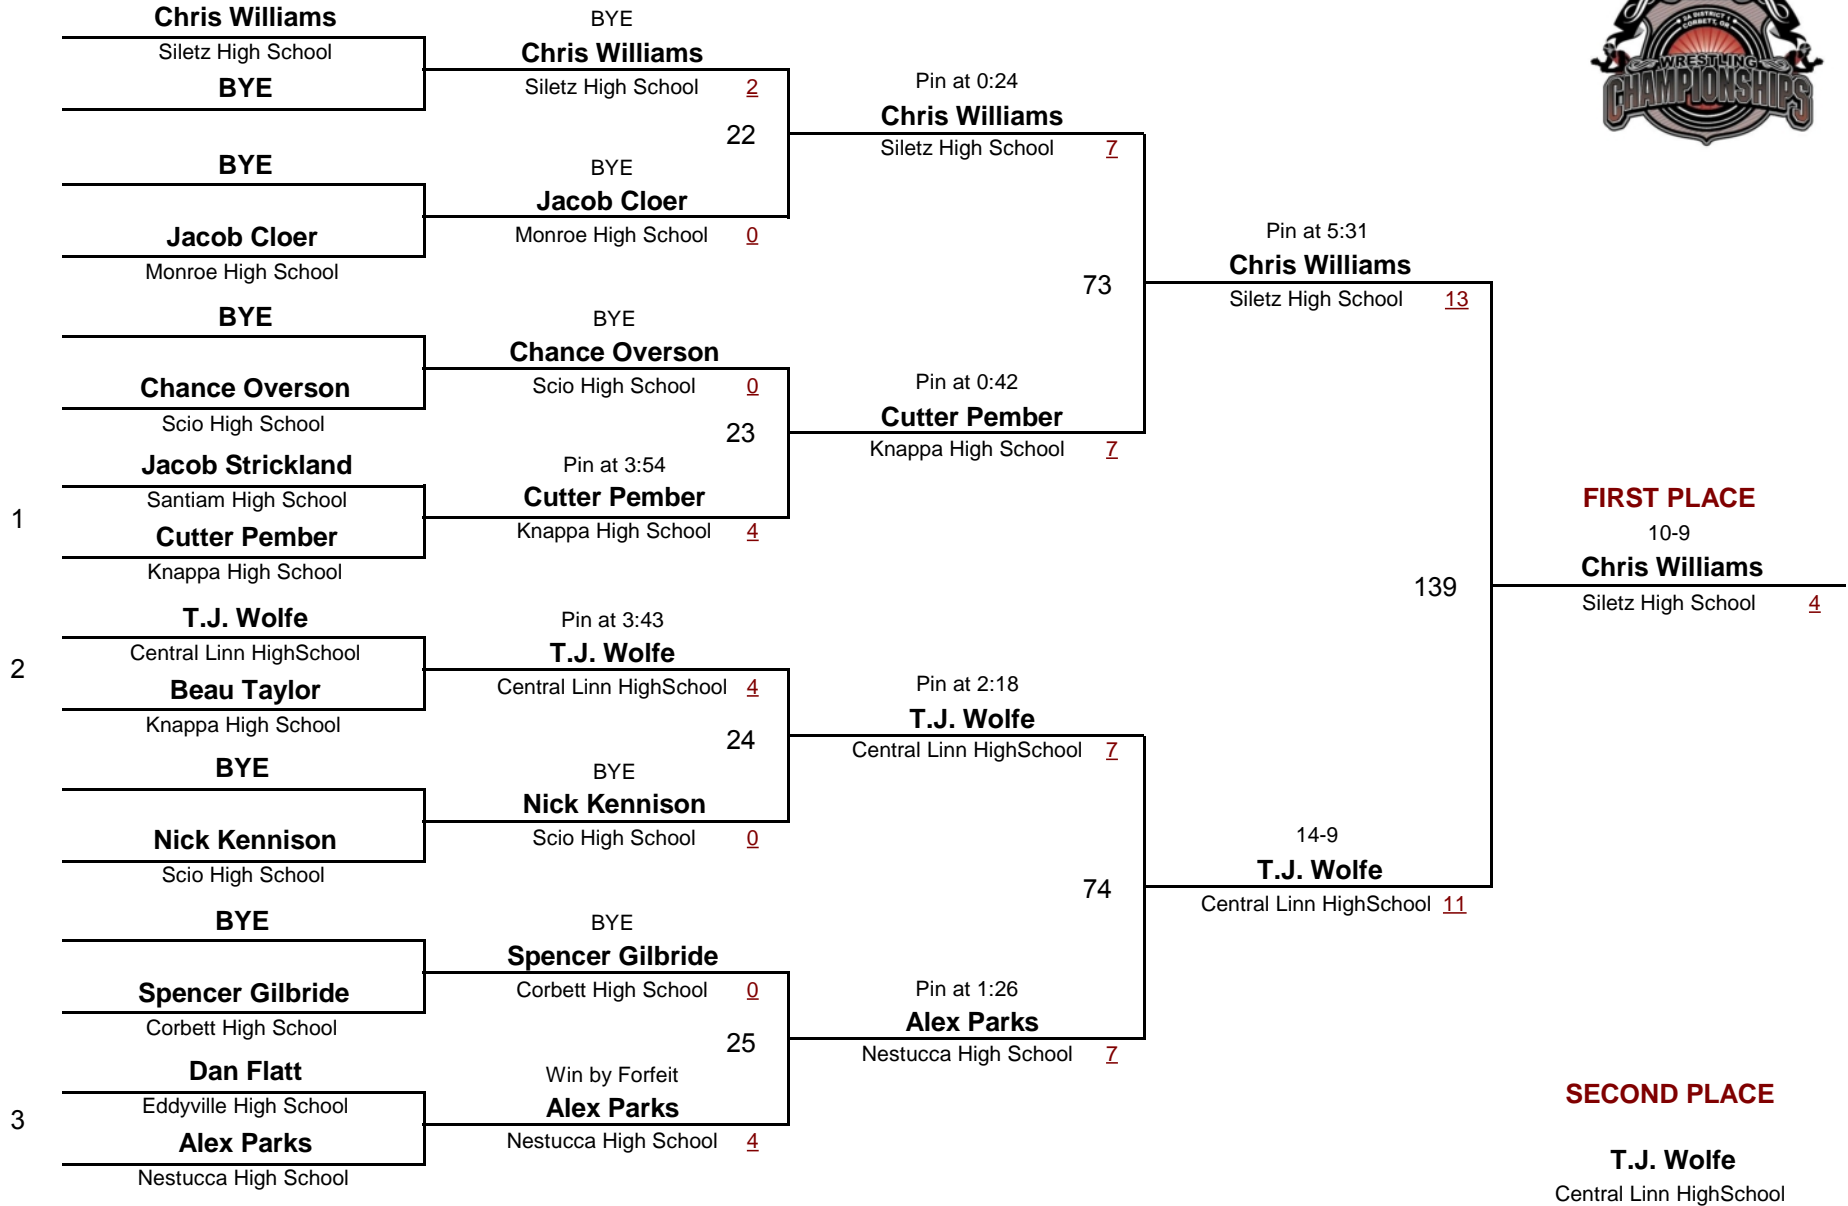 Chris Williams
Siletz High School
BYE
BYE
Jacob Cloer
Monroe High School
BYE
Chance Overson
Scio High School
Jacob Strickland
Santiam High School
1
Cutter Pember
Knappa High School
T.J. Wolfe
Central Linn HighSchool
2
Beau Taylor
Knappa High School
BYE
Nick Kennison
Scio High School
BYE
Spencer Gilbride
Corbett High School
Dan Flatt
Eddyville High School
3
Alex Parks
Nestucca High School
BYE
Chris Williams
Siletz High School 2
22
BYE
Jacob Cloer
Monroe High School 0
BYE
Chance Overson
Scio High School 0
23
Pin at 3:54
Cutter Pember
Knappa High School 4
Pin at 3:43
T.J. Wolfe
Central Linn HighSchool 4
24
BYE
Nick Kennison
Scio High School 0
BYE
Spencer Gilbride
Corbett High School 0
25
Win by Forfeit
Alex Parks
Nestucca High School 4
Pin at 0:24
Chris Williams
Siletz High School 7
73
Pin at 0:42
Cutter Pember
Knappa High School 7
Pin at 2:18
T.J. Wolfe
Central Linn HighSchool 7
74
Pin at 1:26
Alex Parks
Nestucca High School 7
Pin at 5:31
Chris Williams
Siletz High School 13
139
14-9
T.J. Wolfe
Central Linn HighSchool 11
2A DISTRICT 1
CORBETT, OR
WRESTLING
CHAMPIONSHIPS
FIRST PLACE
10-9
Chris Williams
Siletz High School 4
SECOND PLACE
T.J. Wolfe
Central Linn HighSchool